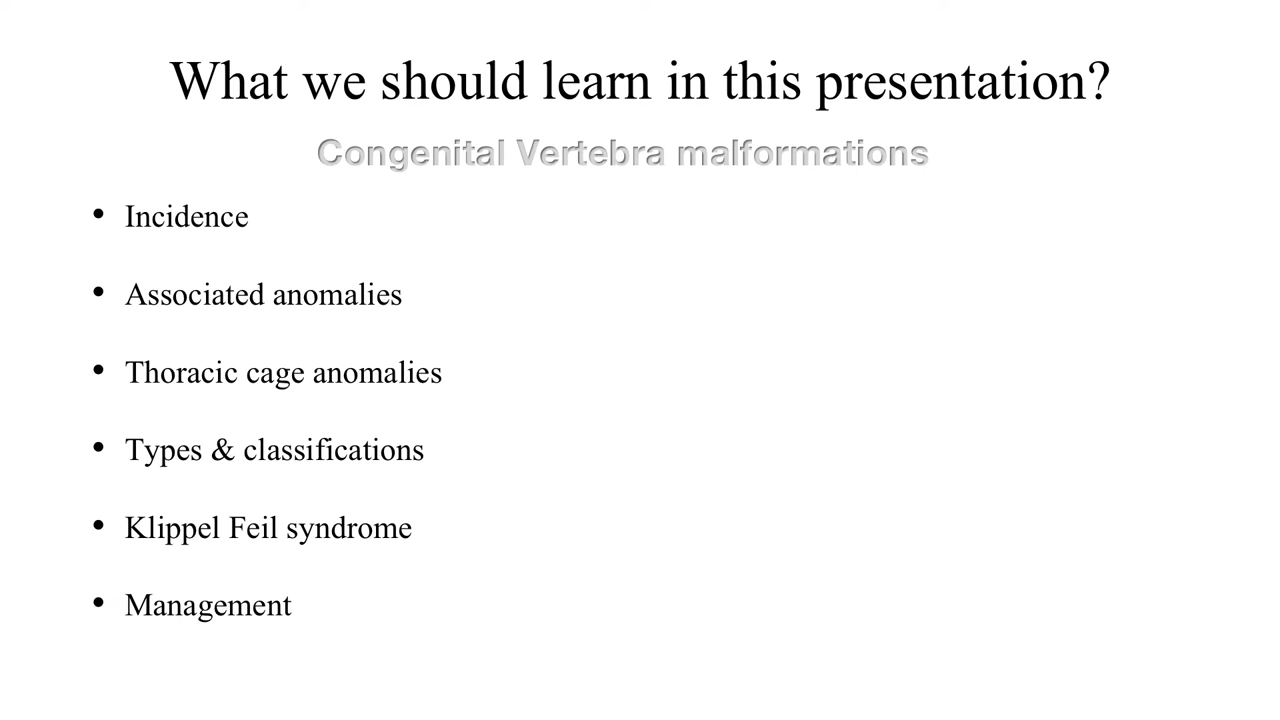 What we should learn in this presentation?
Congenital Vertebra malformations
• Incidence
• Associated anomalies
• Thoracic cage anomalies
• Types & classifications
• Klippel Feil syndrome
• Management